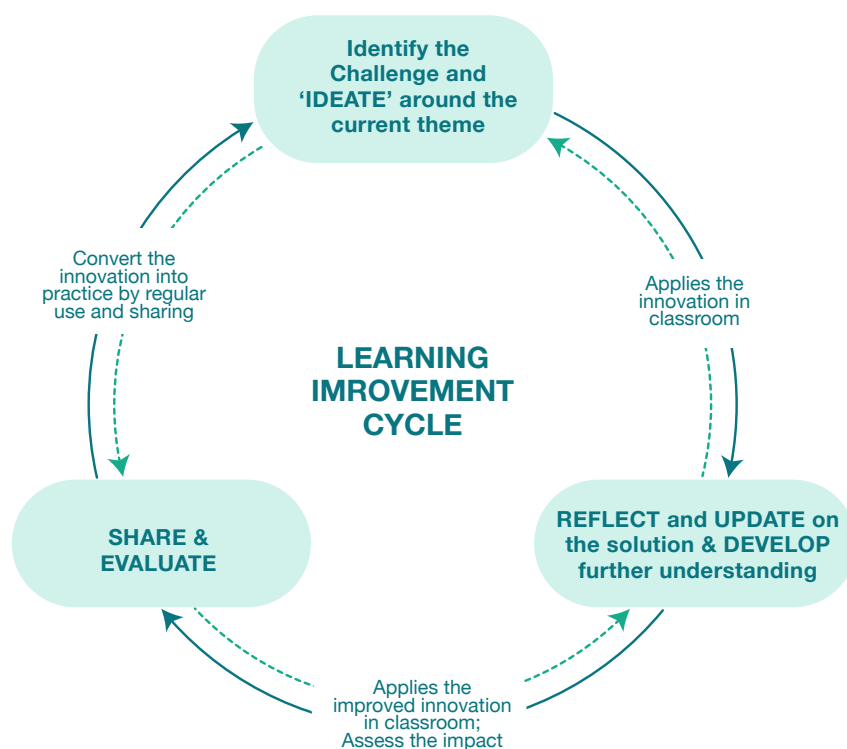 Identify the
Challenge and
‘IDEATE’ around the
current theme
Convert the
innovation into
practice by regular
use and sharing
Applies the
innovation in
classroom
LEARNING
IMROVEMENT
CYCLE
SHARE &
EVALUATE
REFLECT and UPDATE on
the solution & DEVELOP
further understanding
Applies the
improved innovation
in classroom;
Assess the impact